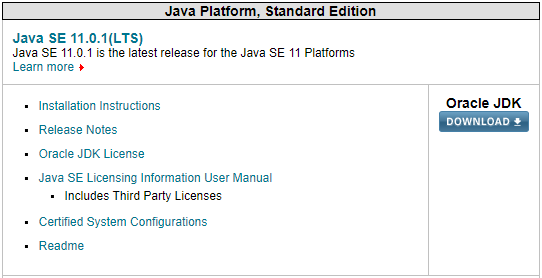 Java Platform, Standard Edition
Java SE 11.0.1(LTS)
Java SE 11.0.1 is the latest release for the Java SE 11 Platforms
Learn more
Installation Instructions
Release Notes
Oracle JDK License
Java SE Licensing Information User Manual
Includes Third Party Licenses
Certified System Configurations
Readme
Oracle JDK
DOWNLOAD